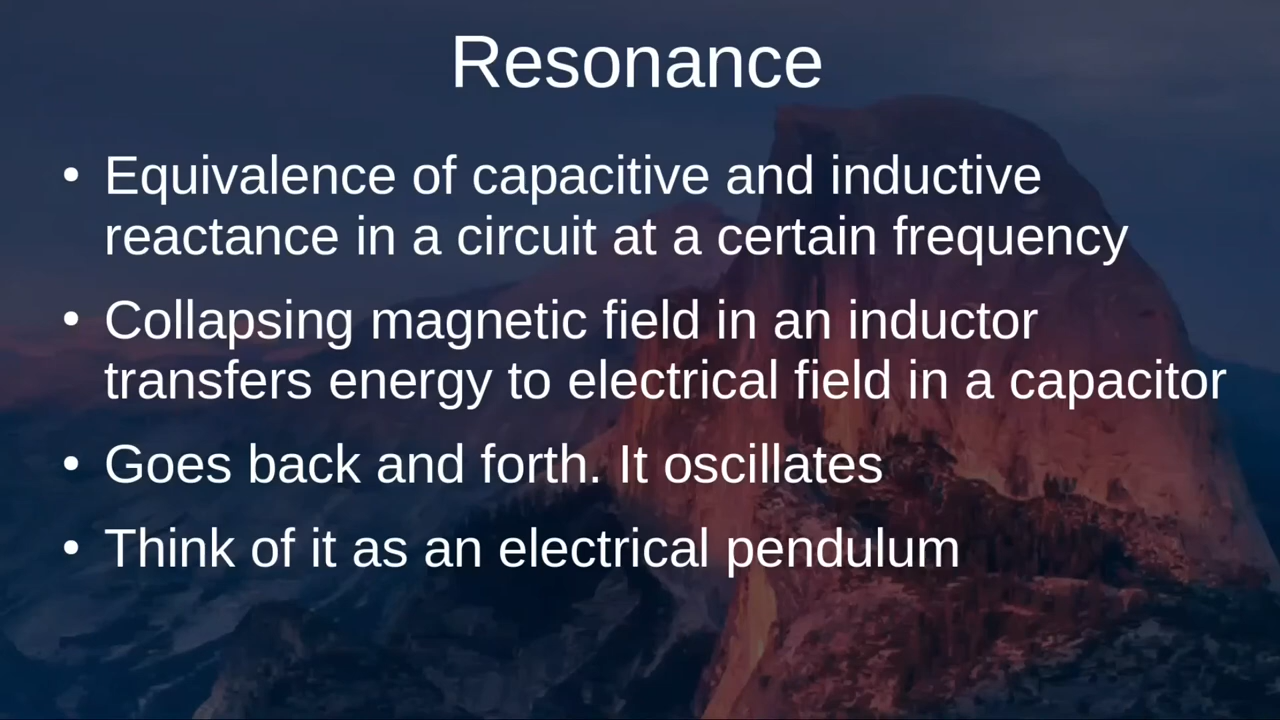 Resonance
• Equivalence of capacitive and inductive
reactance in a circuit at a certain frequency
• Collapsing magnetic field in an inductor
transfers energy to electrical field in a capacitor
• Goes back and forth. It oscillates
• Think of it as an electrical pendulum